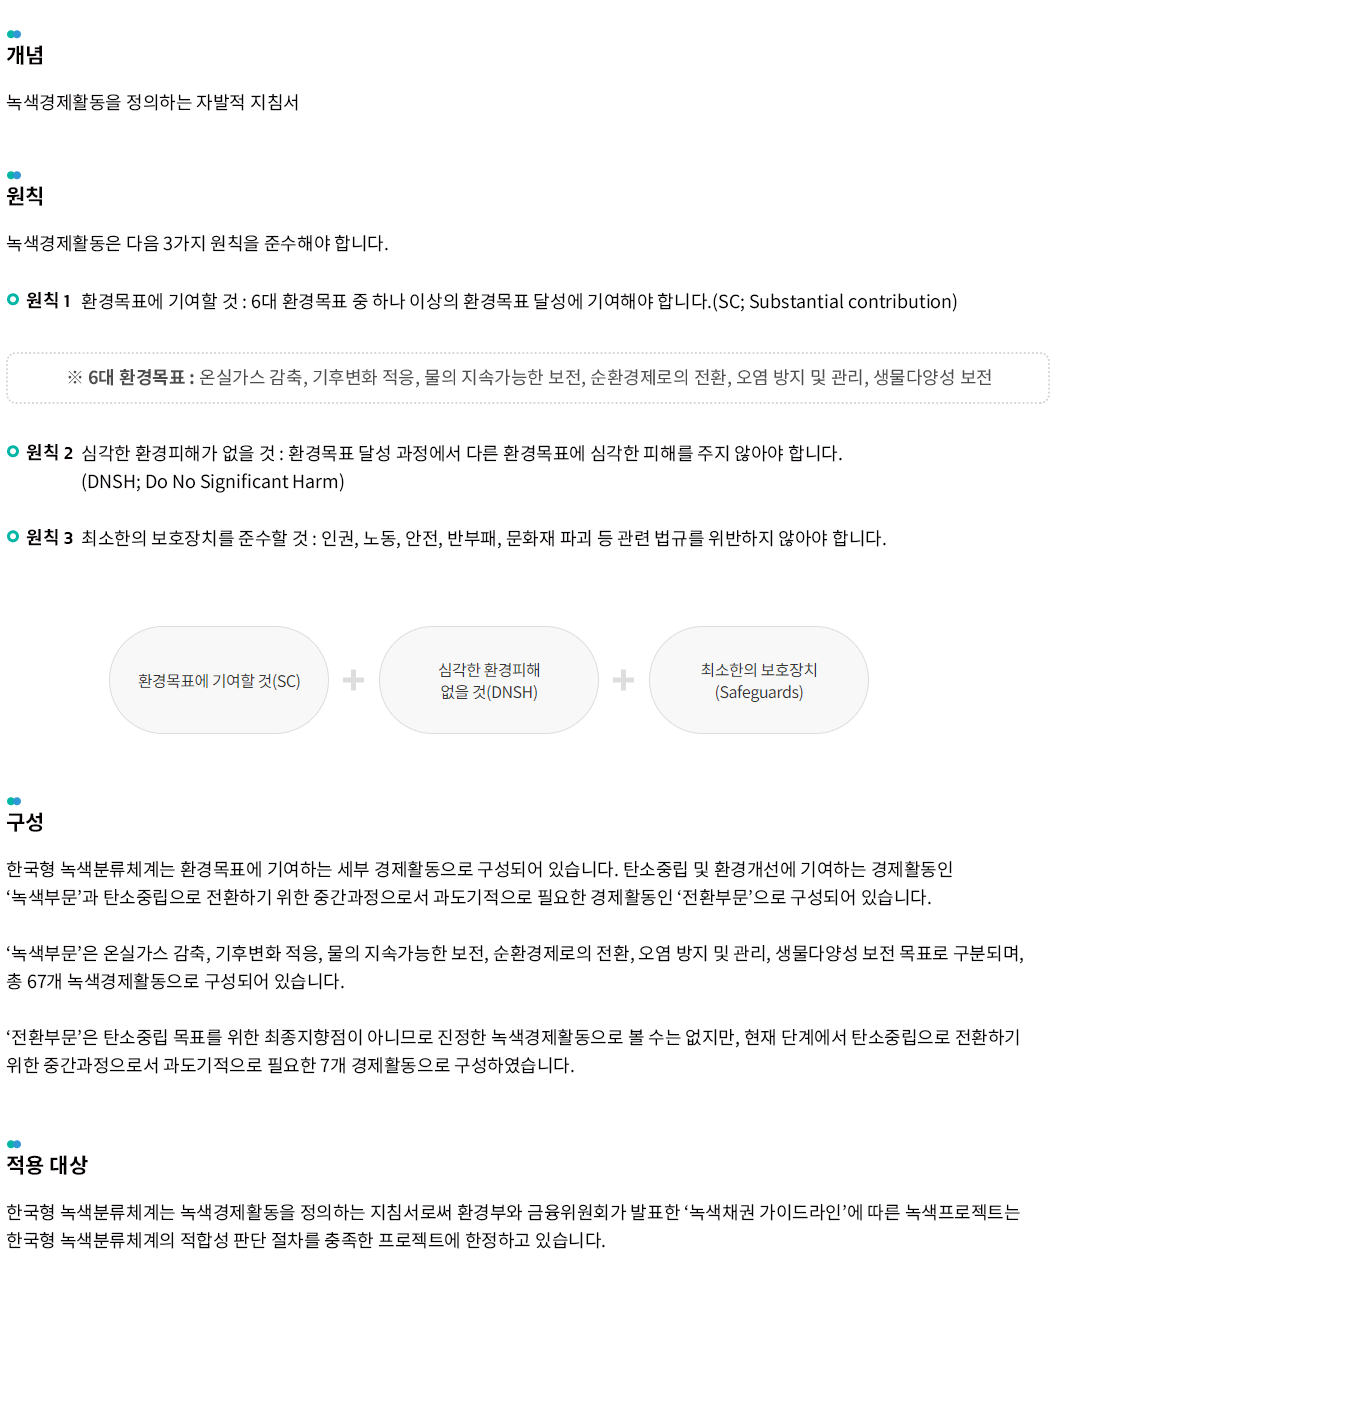 개념
녹색경제활동을 정의하는 자발적 지침서
원칙
녹색경제활동은 다음 3가지 원칙을 준수해야 합니다.
원칙 1 환경목표에 기여할 것 : 6대 환경목표 중 하나 이상의 환경목표 달성에 기여해야 합니다.(SC; Substantial contribution)
※ 6대 환경목표 : 온실가스 감축, 기후변화 적응, 물의 지속가능한 보전, 순환경제로의 전환, 오염 방지 및 관리, 생물다양성 보전
원칙 2 심각한 환경피해가 없을 것 : 환경목표 달성 과정에서 다른 환경목표에 심각한 피해를 주지 않아야 합니다.
(DNSH; Do No Significant Harm)
원칙 3 최소한의 보호장치를 준수할 것 : 인권, 노동, 안전, 반부패, 문화재 파괴 등 관련 법규를 위반하지 않아야 합니다.
환경목표에 기여할 것(SC)
심각한 환경피해
없을 것(DNSH)
최소한의 보호장치
(Safeguards)
구성
한국형 녹색분류체계는 환경목표에 기여하는 세부 경제활동으로 구성되어 있습니다. 탄소중립 및 환경개선에 기여하는 경제활동인
‘녹색부문’과 탄소중립으로 전환하기 위한 중간과정으로서 과도기적으로 필요한 경제활동인 ‘전환부문’으로 구성되어 있습니다.
‘녹색부문’은 온실가스 감축, 기후변화 적응, 물의 지속가능한 보전, 순환경제로의 전환, 오염 방지 및 관리, 생물다양성 보전 목표로 구분되며,
총 67개 녹색경제활동으로 구성되어 있습니다.
‘전환부문’은 탄소중립 목표를 위한 최종지향점이 아니므로 진정한 녹색경제활동으로 볼 수는 없지만, 현재 단계에서 탄소중립으로 전환하기
위한 중간과정으로서 과도기적으로 필요한 7개 경제활동으로 구성하였습니다.
적용 대상
한국형 녹색분류체계는 녹색경제활동을 정의하는 지침서로써 환경부와 금융위원회가 발표한 ‘녹색채권 가이드라인’에 따른 녹색프로젝트는
한국형 녹색분류체계의 적합성 판단 절차를 충족한 프로젝트에 한정하고 있습니다.